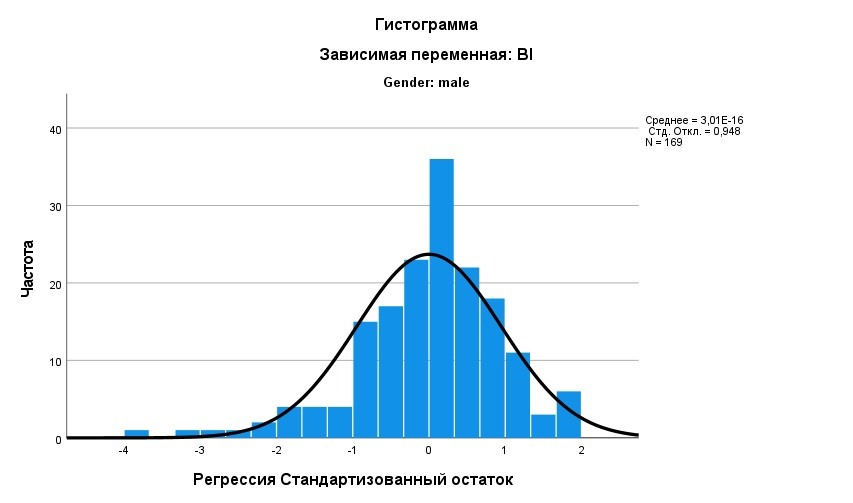 Гистограмма
Зависимая переменная: BI
Gender: male
Среднее = 3,01E-16
Стд. Откл. = 0,948
N = 169
Частота
40
30
20
10
0
-4 -3 -2 -1 0 1 2
Регрессия Стандартизованный остаток